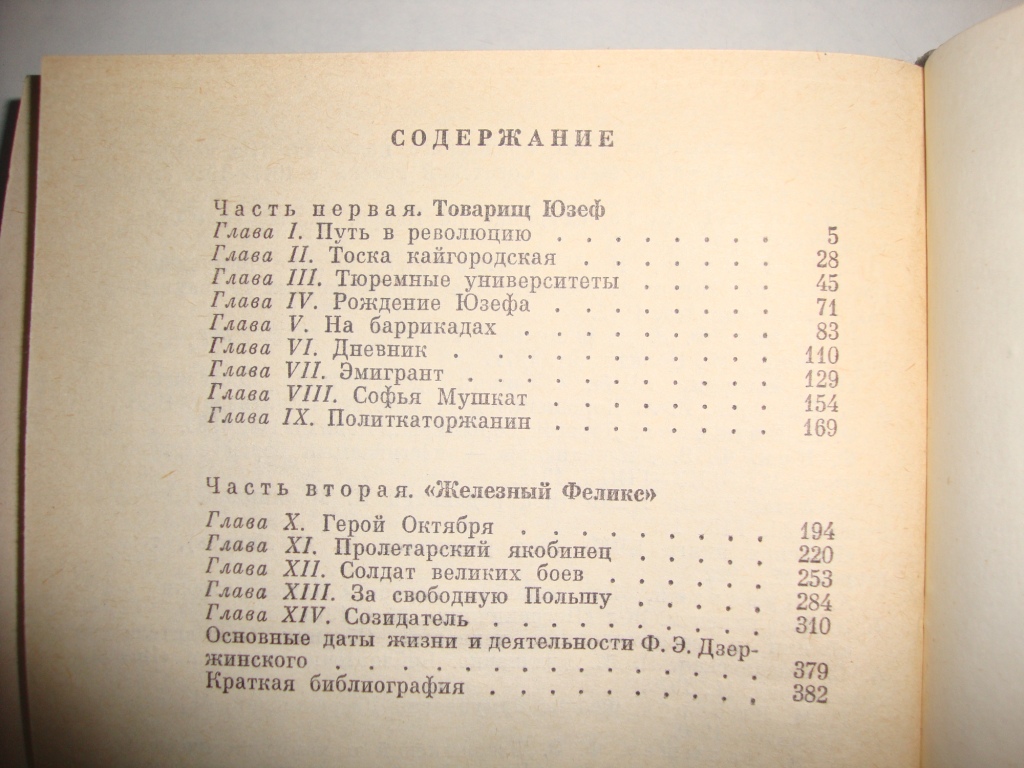 СОДЕРЖАНИЕ
Часть первая. Товарищ Юзеф
Глава I. Путь в революцию . . . . . . . . 5
Глава II. Тоска кайгородская . . . . . . . 28
Глава III. Тюремные университеты . . . . . 45
Глава IV. Рождение Юзефа . . . . . . . . 71
Глава V. На баррикадах . . . . . . . . . 83
Глава VI. Дневник . . . . . . . . . . . 110
Глава VII. Эмигрант . . . . . . . . . . . 129
Глава VIII. Софья Мушкат . . . . . . . . 154
Глава IX. Политкаторжанин . . . . . . . . 169
Часть вторая. «Железный Феликс»
Глава X. Герой Октября . . . . . . . . . 194
Глава XI. Пролетарский якобинец . . . . . 220
Глава XII. Солдат великих боев . . . . . . 253
Глава XIII. За свободную Польшу . . . . . 284
Глава XIV. Созидатель . . . . . . . . . . 310
Основные даты жизни и деятельности Ф. Э. Дзер-
жинского . . . . . . . . . . . . . . . 379
Краткая библиография . . . . . . . . . . 382